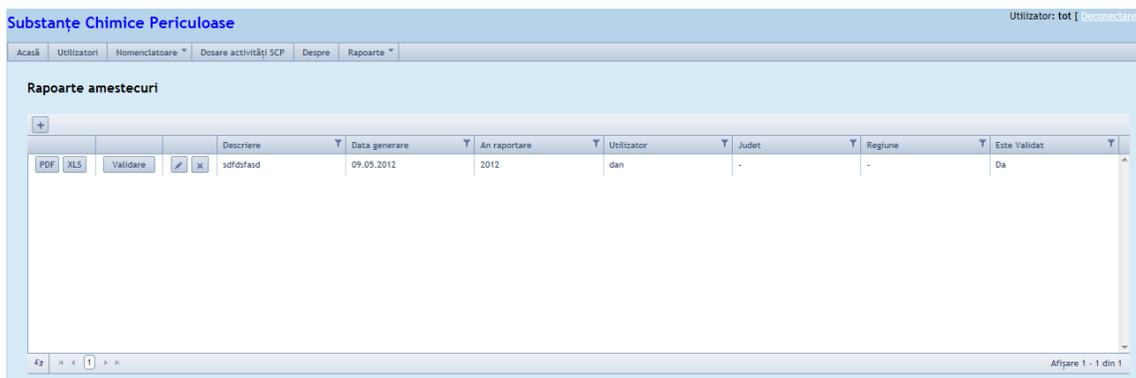 Utilizator: tot [ Deconectare
Substanțe Chimice Periculoase
Acasă Utilizatori Nomenclatoare Dosare activități SCP Despre Rapoarte
Rapoarte amestecuri
+
Descriere Data generare An raportare Utilizator Judet Regiune Este Validat
PDF XLS Validare sdfdsfasd 09.05.2012 2012 dan - - Da
1 Afișare 1 - 1 din 1